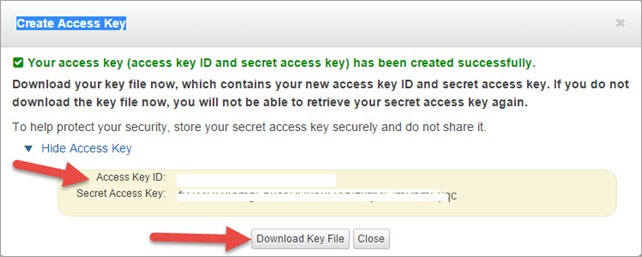 Create Access Key
Your access key (access key ID and secret access key) has been created successfully.
Download your key file now, which contains your new access key ID and secret access key. If you do not
download the key file now, you will not be able to retrieve your secret access key again.
To help protect your security, store your secret access key securely and do not share it.
Hide Access Key
Access Key ID:
Secret Access Key:
Download Key File Close